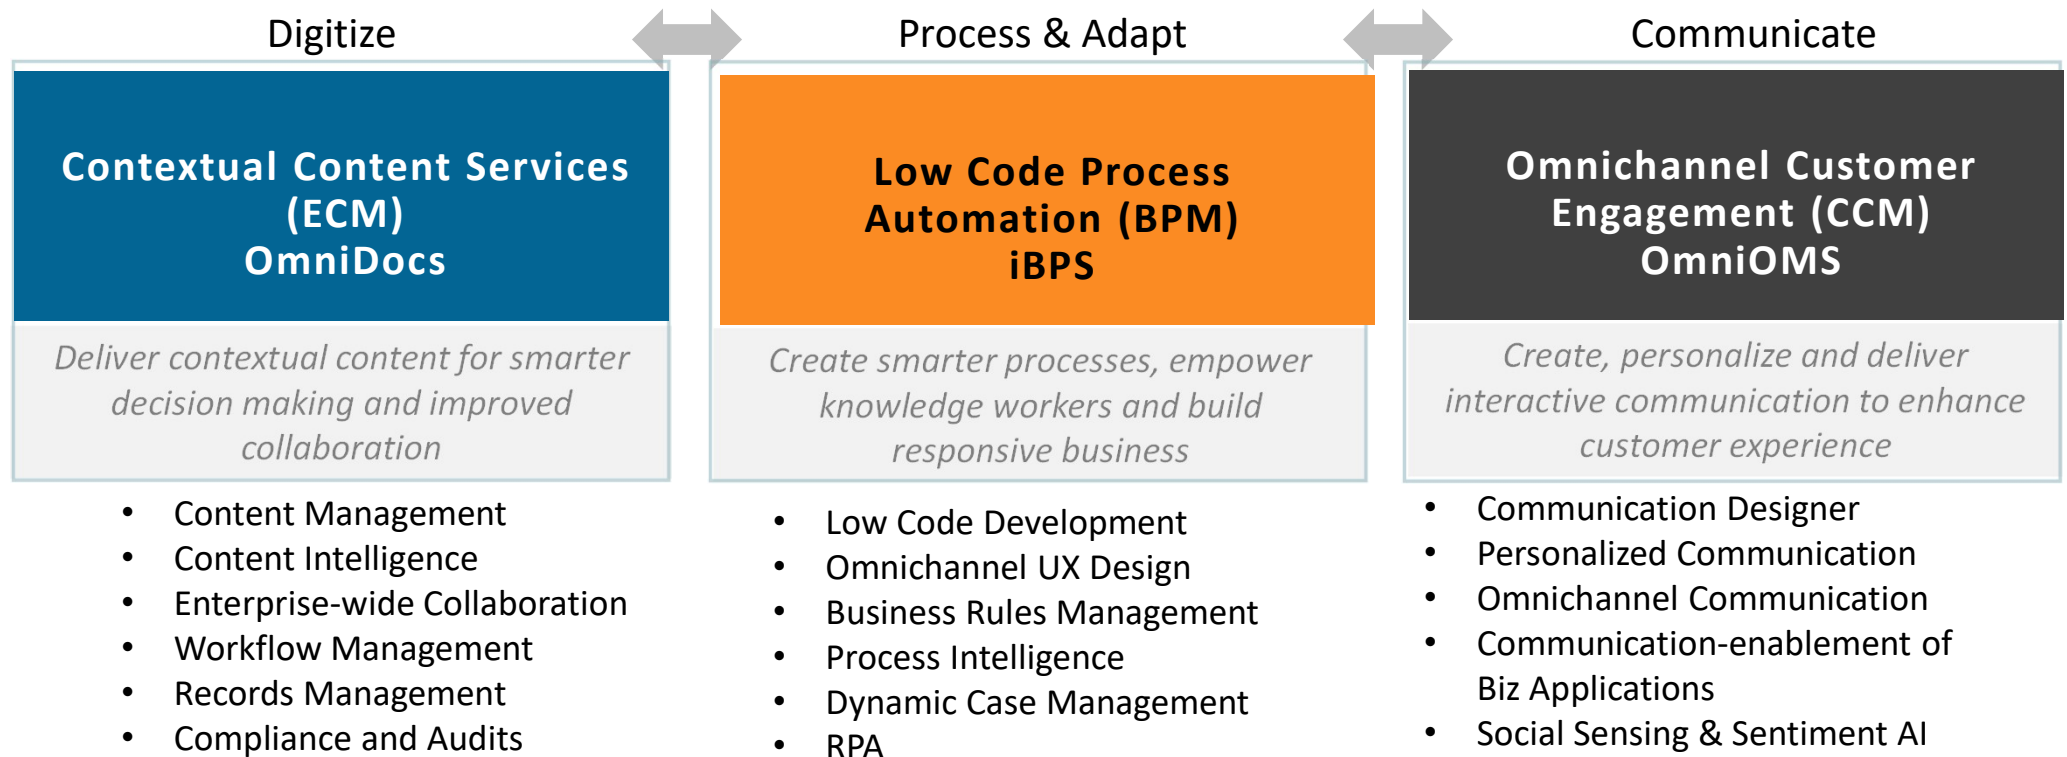 Digitize
Contextual Content Services
(ECM)
OmniDocs
Deliver contextual content for smarter
decision making and improved
collaboration
• Content Management
• Content Intelligence
• Enterprise-wide Collaboration
• Workflow Management
• Records Management
• Compliance and Audits
Process & Adapt
Low Code Process
Automation (BPM)
iBPS
Create smarter processes, empower
knowledge workers and build
responsive business
• Low Code Development
• Omnichannel UX Design
• Business Rules Management
• Process Intelligence
• Dynamic Case Management
• RPA
Communicate
Omnichannel Customer
Engagement (CCM)
OmniOMS
Create, personalize and deliver
interactive communication to enhance
customer experience
• Communication Designer
• Personalized Communication
• Omnichannel Communication
• Communication-enablement of
Biz Applications
• Social Sensing & Sentiment AI